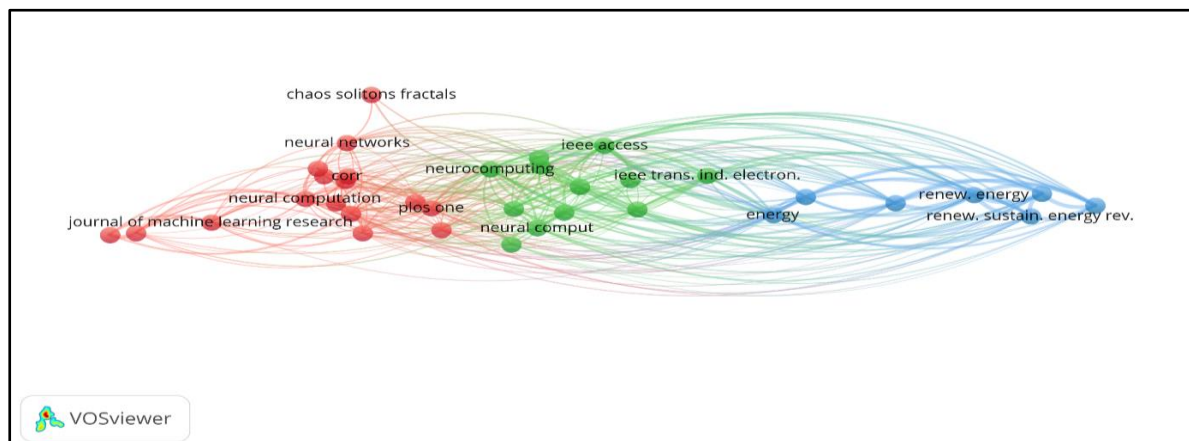 chaos solitons fractals
neural networks
ieee access
neurocomputing
corr
ieee trans. ind. electron.
neural computation
plos one
renew. energy
energy
renew. sustain. energy rev.
journal of machine learning research
neural comput
VOSviewer